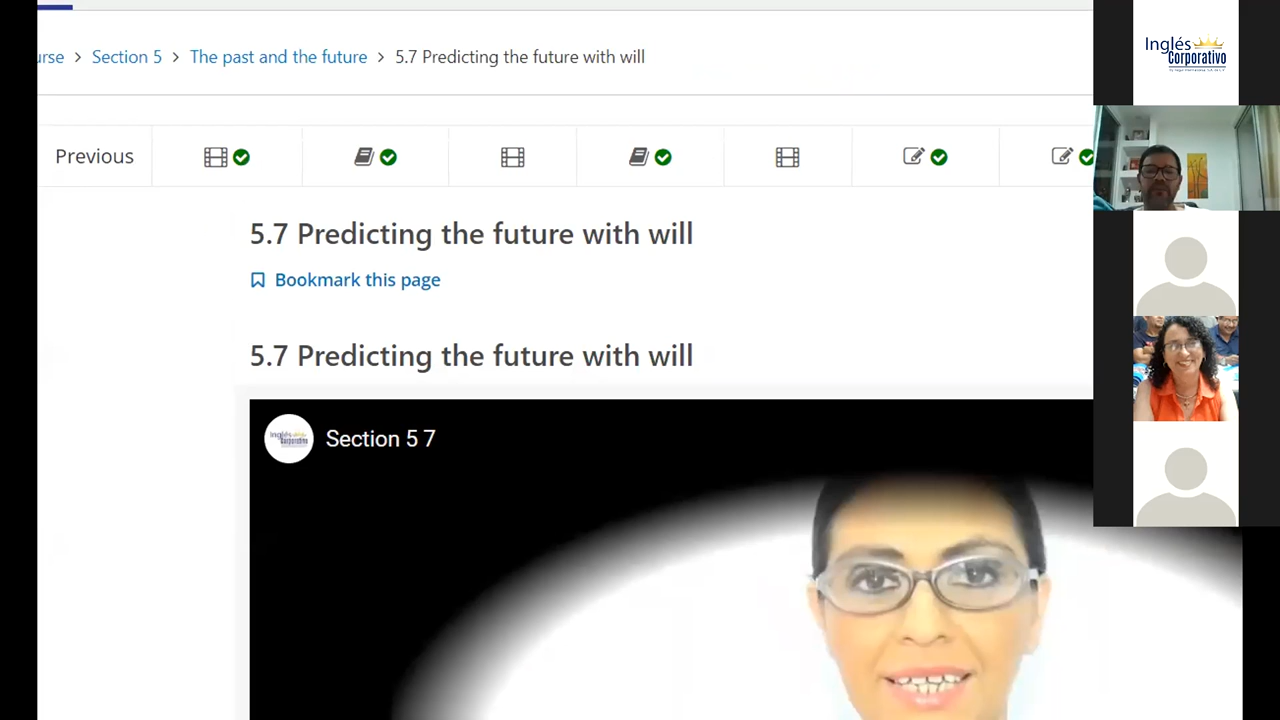 urse > Section 5 > The past and the future > 5.7 Predicting the future with will
Previous
5.7 Predicting the future with will
Bookmark this page
5.7 Predicting the future with will
Inglés Corporativo
Section 5 7
Inglés
Corporativo